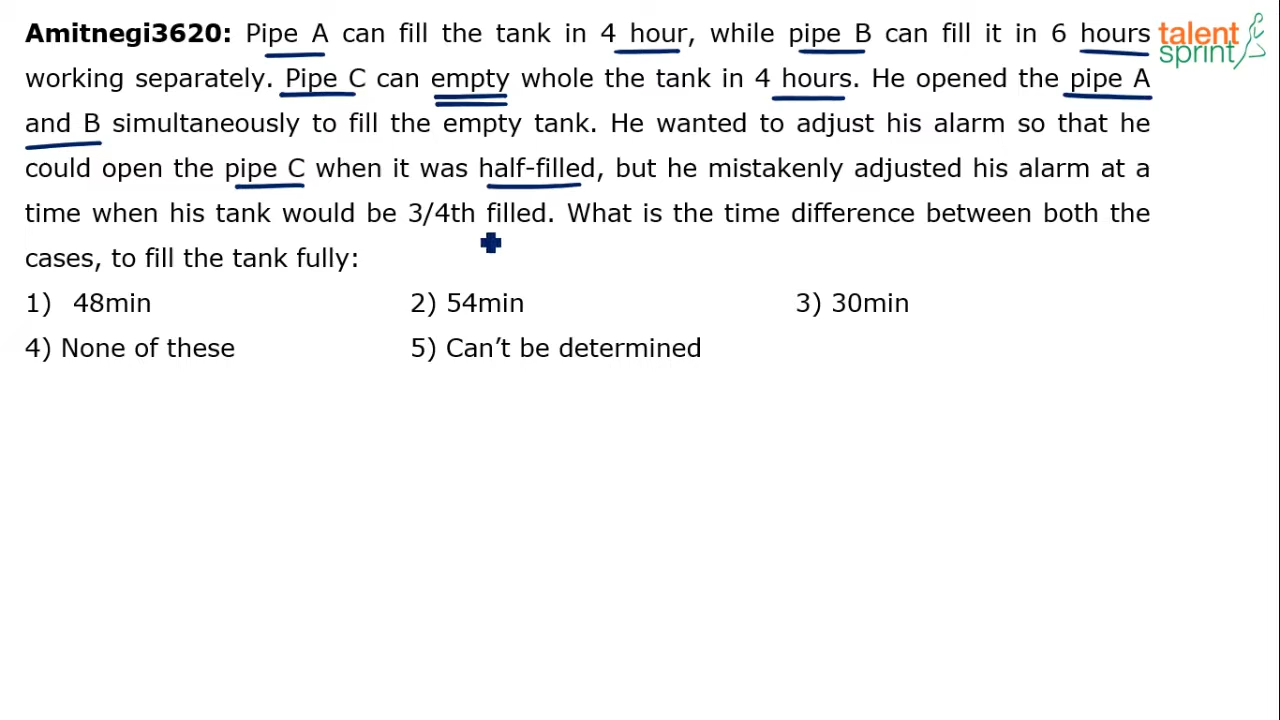 Amitnegi3620: Pipe A can fill the tank in 4 hour, while pipe B can fill it in 6 hours
talent
sprint
working separately. Pipe C can empty whole the tank in 4 hours. He opened the pipe A
and B simultaneously to fill the empty tank. He wanted to adjust his alarm so that he
could open the pipe C when it was half-filled, but he mistakenly adjusted his alarm at a
time when his tank would be 3/4th filled. What is the time difference between both the
cases, to fill the tank fully:
1) 48min 2) 54min 3) 30min
4) None of these 5) Can’t be determined